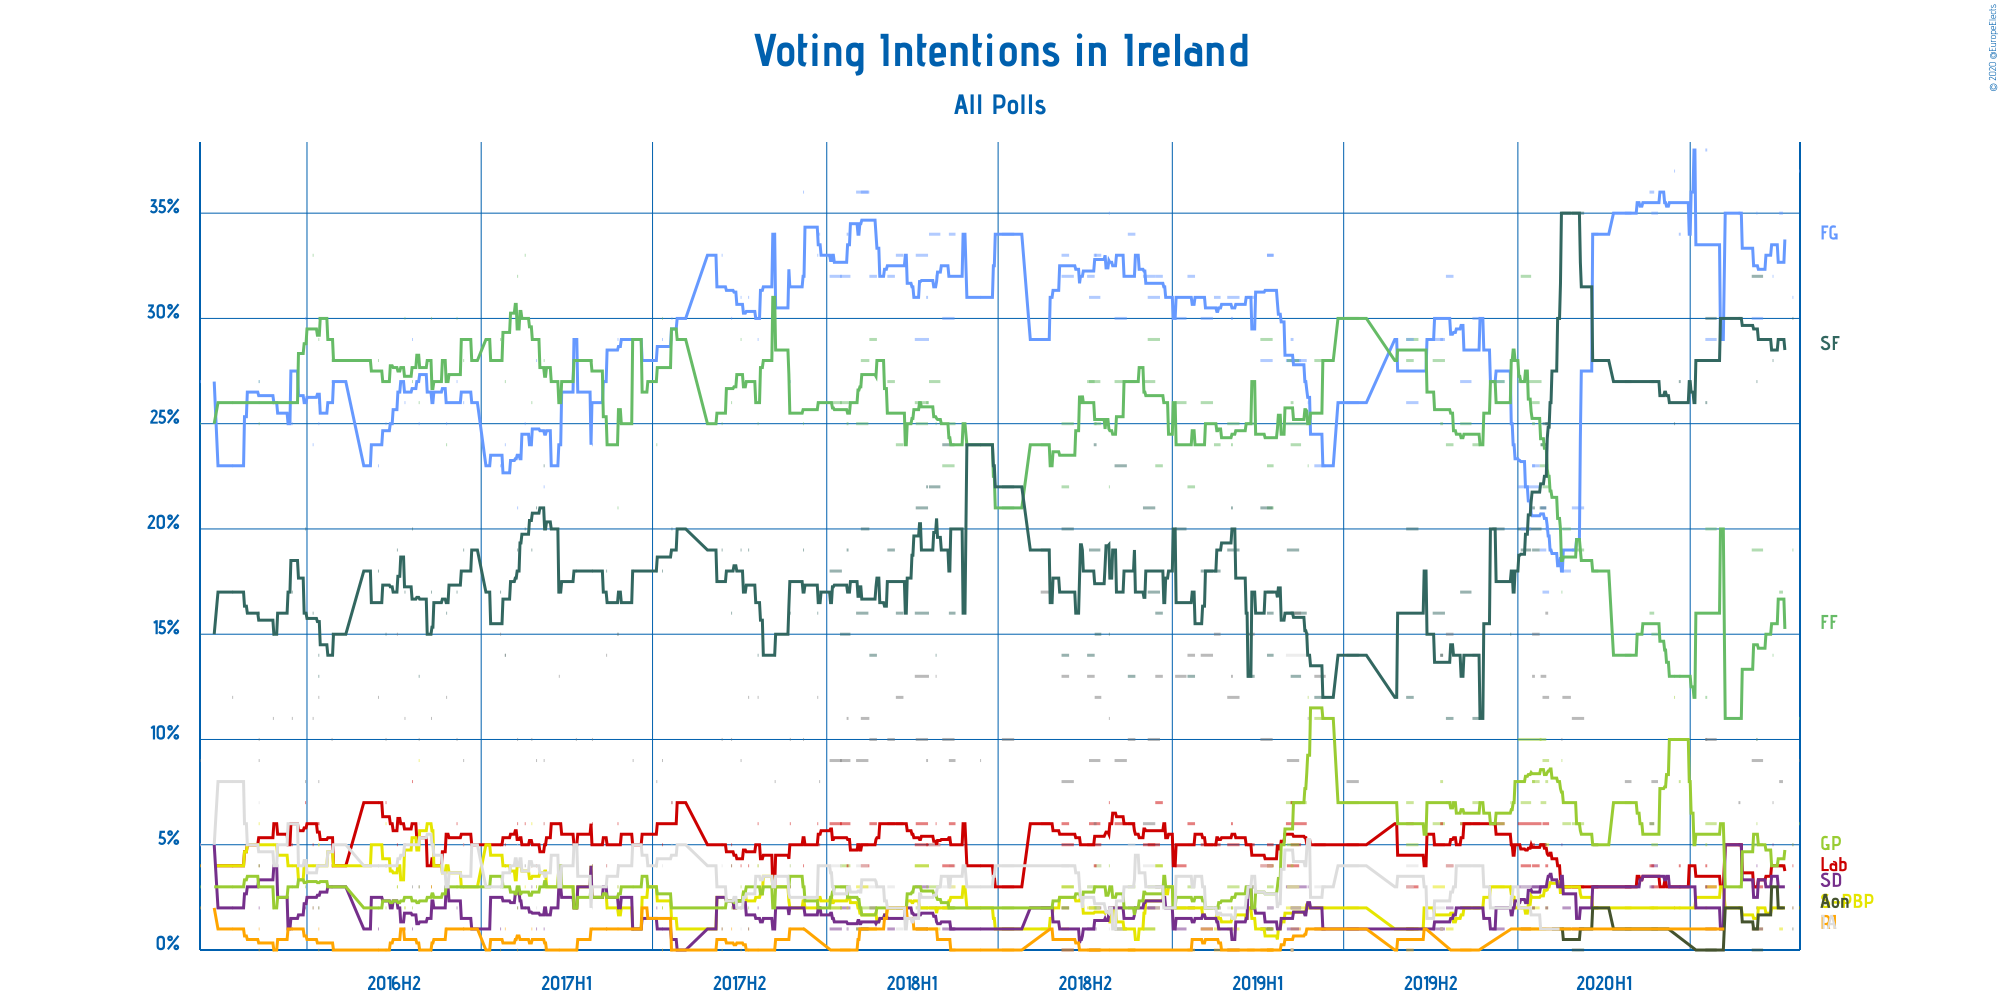 © 2020 @EuropeElects
Voting Intentions in Ireland
All Polls
35%
30%
25%
20%
15%
10%
5%
0%
FG
SF
FF
GP
Lab
SD
Aon
PBP
2016H2 2017H1 2017H2 2018H1 2018H2 2019H1 2019H2 2020H1